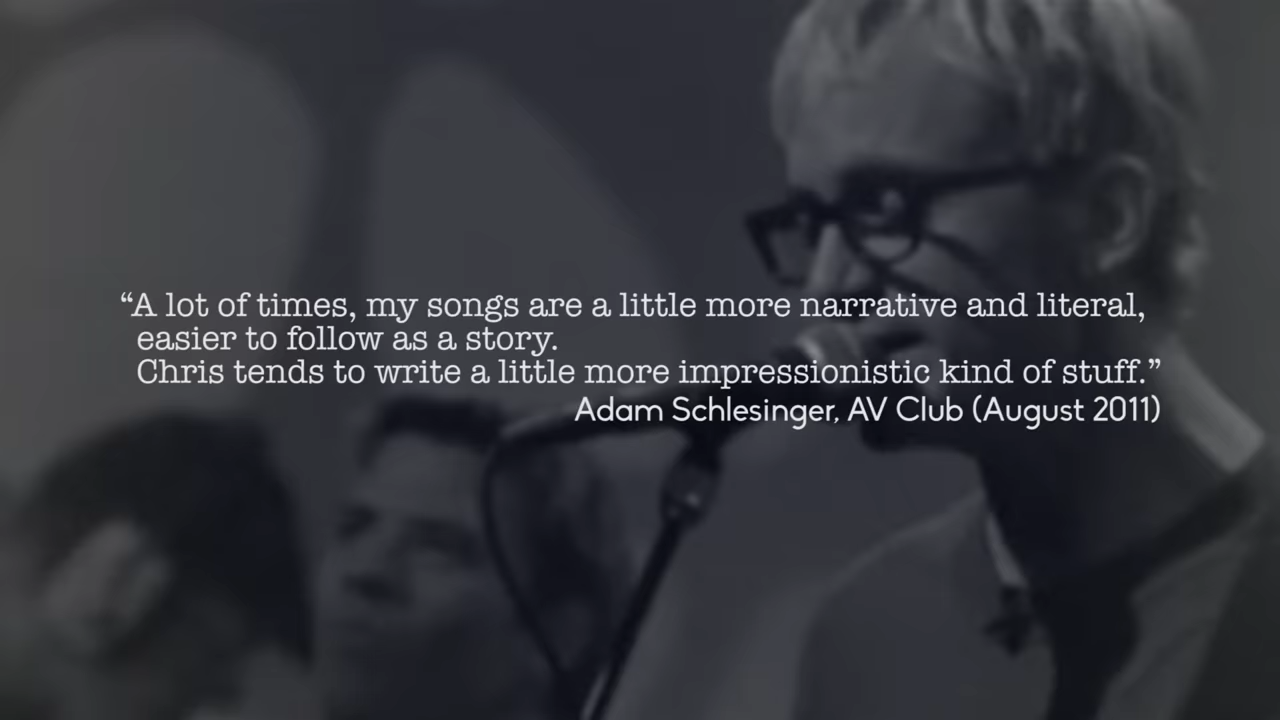 “A lot of times, my songs are a little more narrative and literal,
easier to follow as a story.
Chris tends to write a little more impressionistic kind of stuff.”
Adam Schlesinger, AV Club (August 2011)